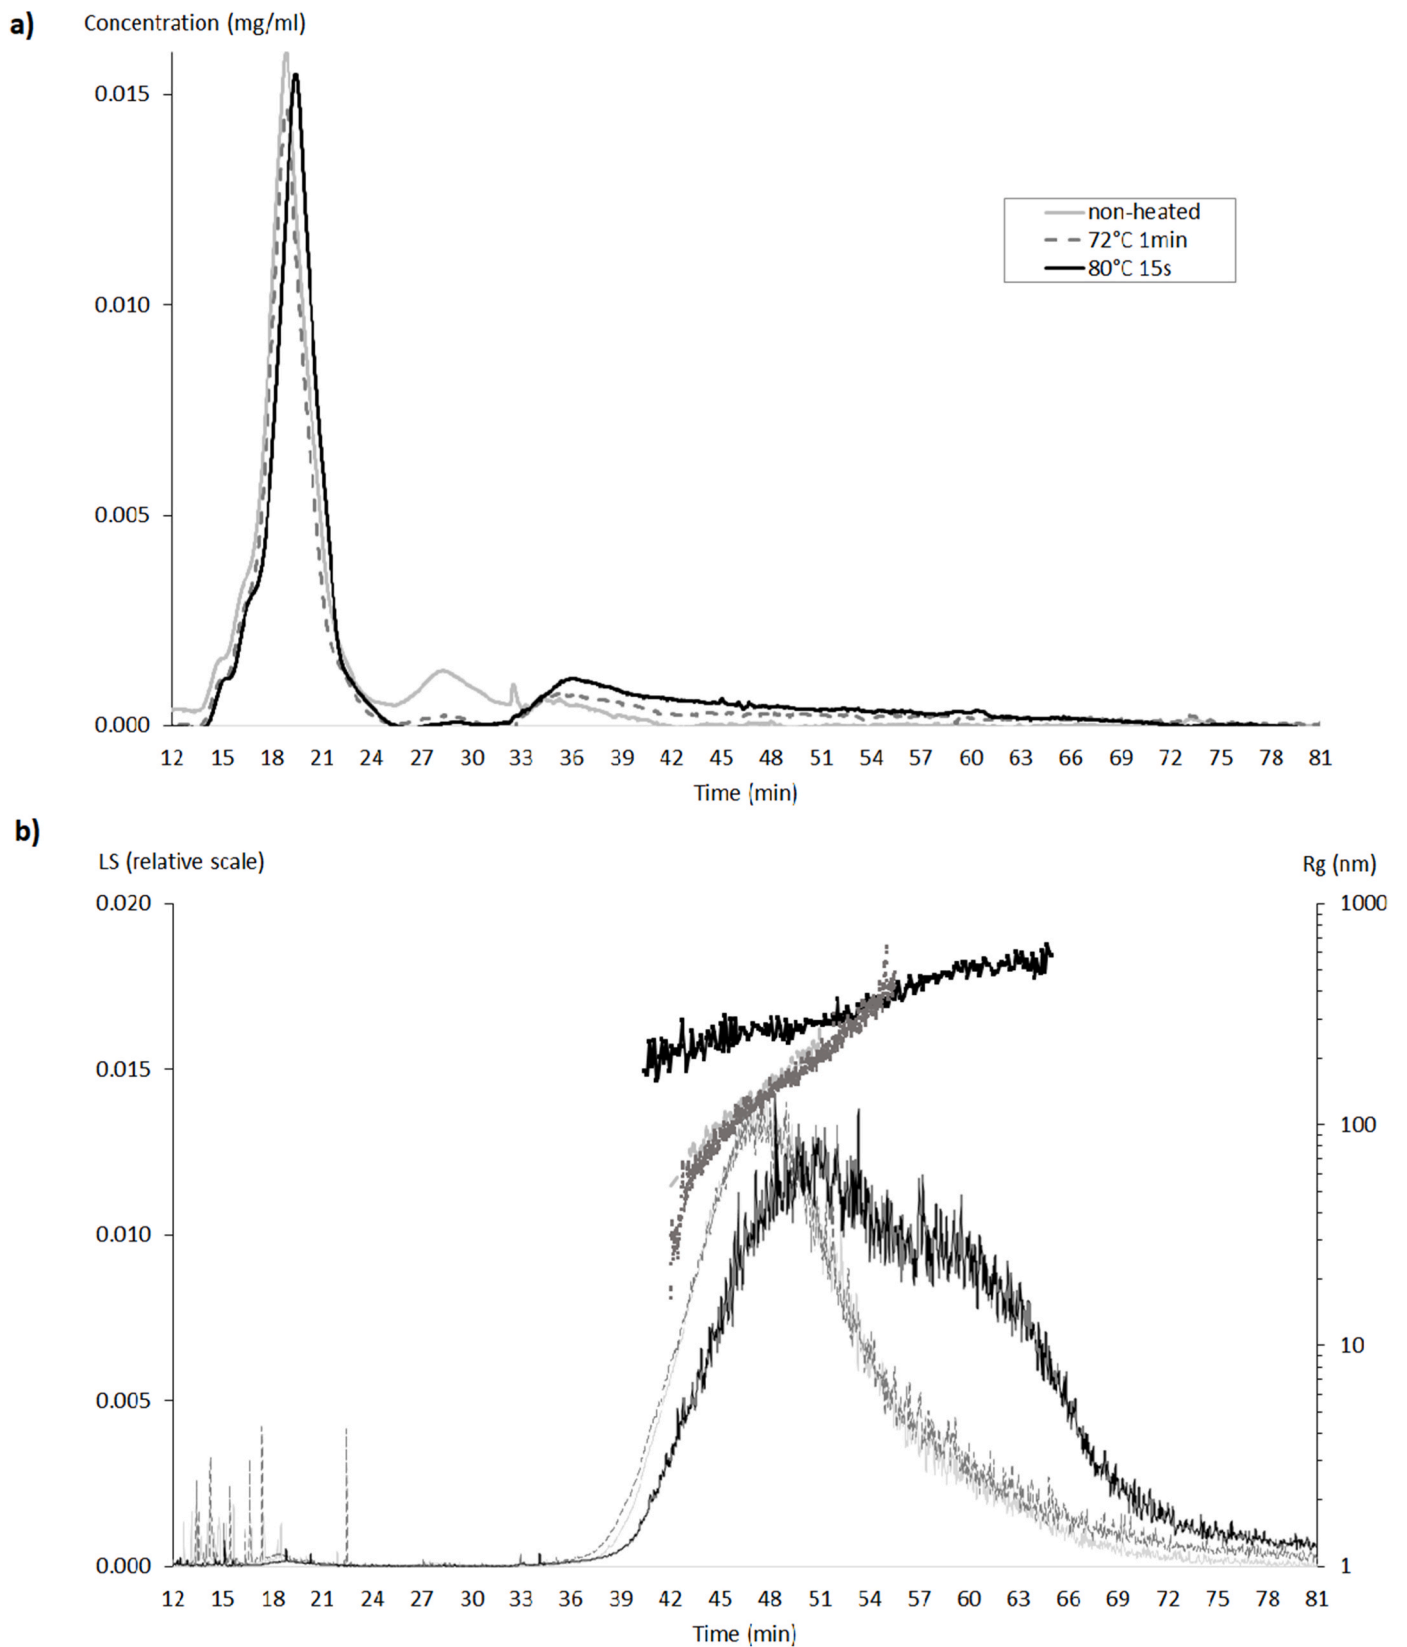 a)
Concentration (mg/ml)
0.015
0.010
0.005
0.000
non-heated
72°C 1min
80°C 15s
12 15 18 21 24 27 30 33 36 39 42 45 48 51 54 57 60 63 66 69 72 75 78 81
Time (min)
b)
LS (relative scale)
Rg (nm)
0.020
0.015
0.010
0.005
0.000
1000
100
10
1
12 15 18 21 24 27 30 33 36 39 42 45 48 51 54 57 60 63 66 69 72 75 78 81
Time (min)